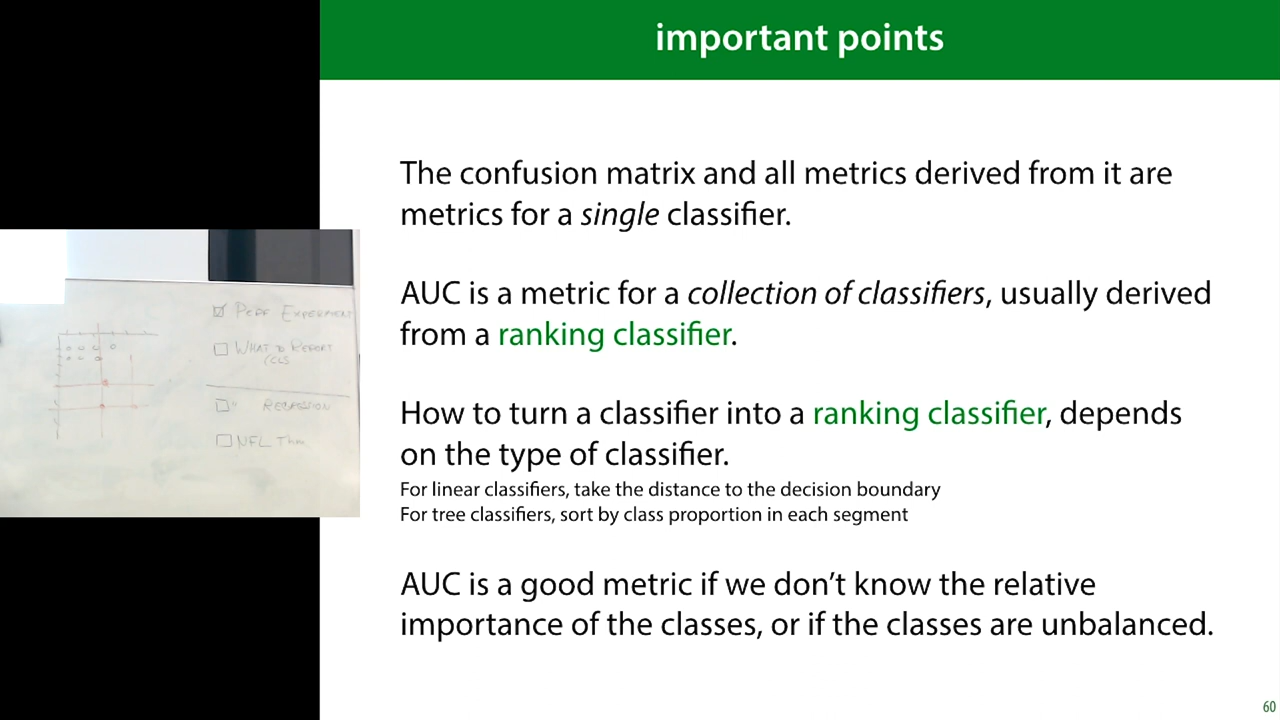 important points
The confusion matrix and all metrics derived from it are
metrics for a single classifier.
AUC is a metric for a collection of classifiers, usually derived
from a ranking classifier.
How to turn a classifier into a ranking classifier, depends
on the type of classifier.
For linear classifiers, take the distance to the decision boundary
For tree classifiers, sort by class proportion in each segment
AUC is a good metric if we don't know the relative
importance of the classes, or if the classes are unbalanced.
60
PERF EXPERIMENT
WHAT TO REPORT
REGRESSION
NFL Thm